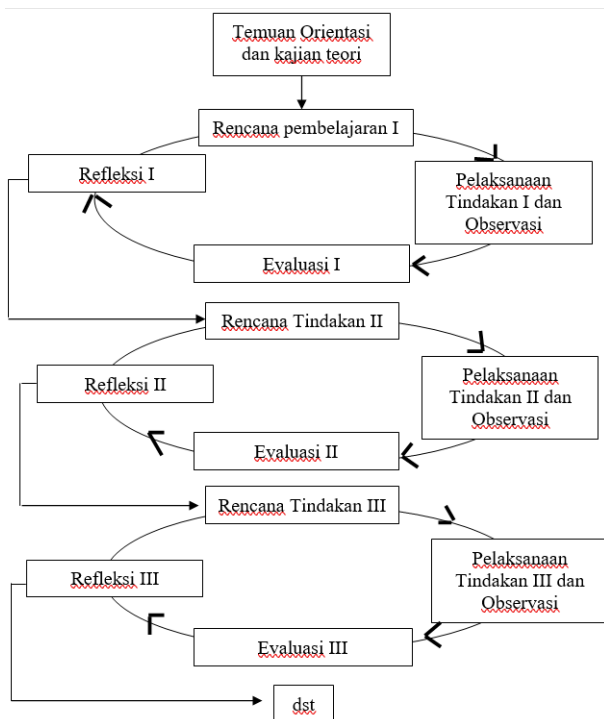 Temuan Orientasi
dan kajian teori
Rencana pembelajaran I
Refleksi I
Pelaksanaan
Tindakan I dan
Observasi
Evaluasi I
Rencana Tindakan II
Refleksi II
Pelaksanaan
Tindakan II dan
Observasi
Evaluasi II
Rencana Tindakan III
Refleksi III
Pelaksanaan
Tindakan III dan
Observasi
Evaluasi III
dst